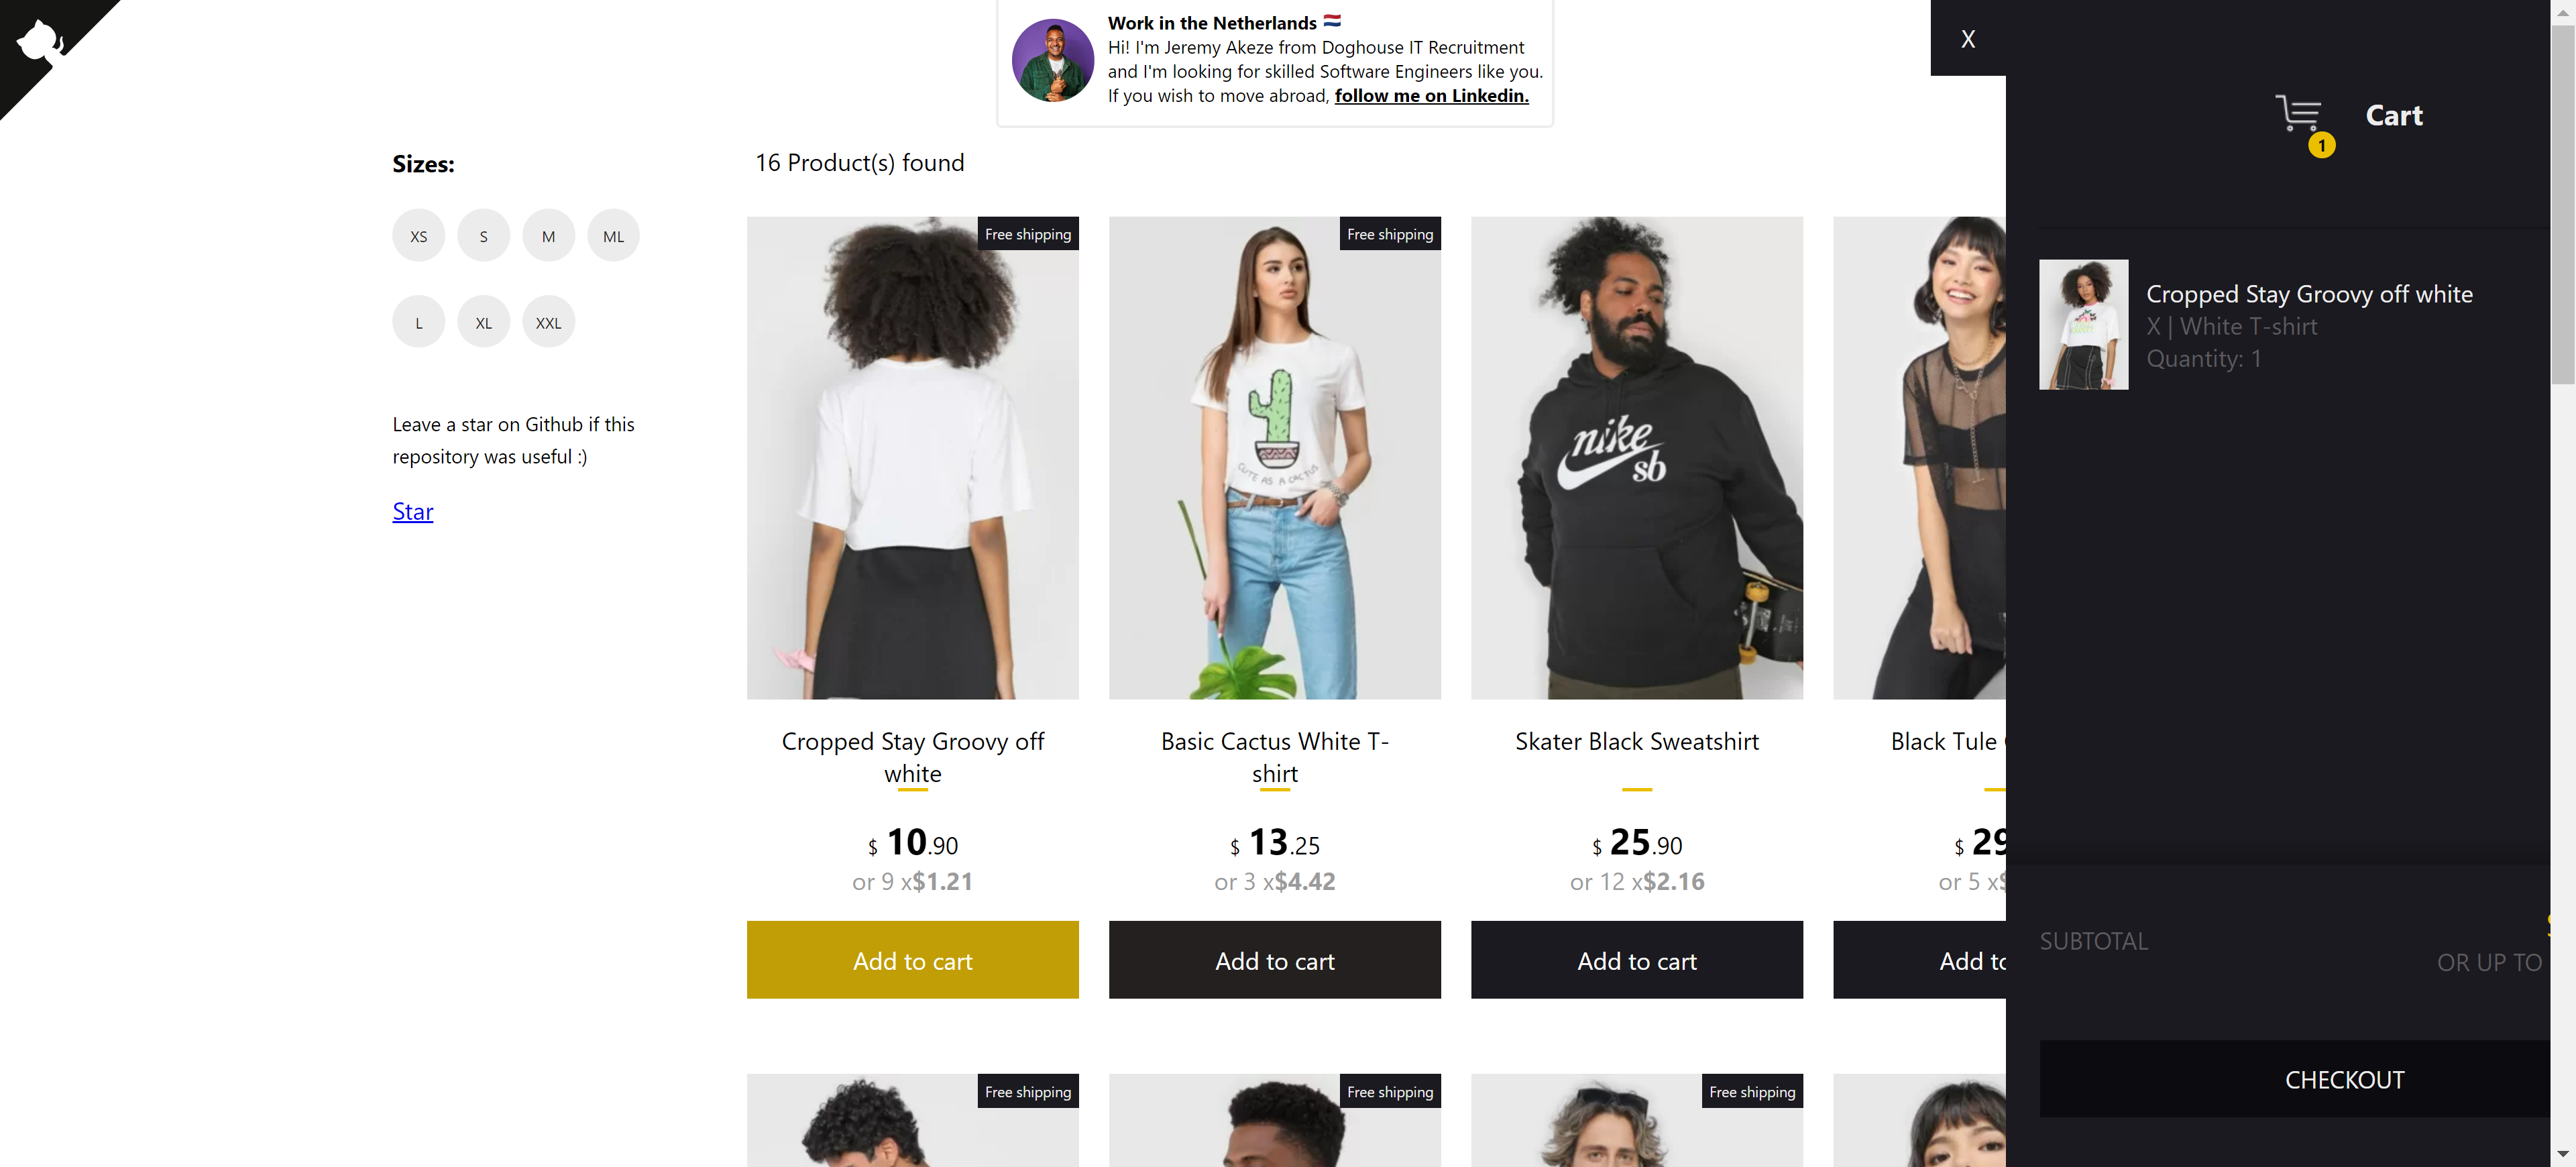 Work in the Netherlands 🇳🇱
Hi! I'm Jeremy Akeze from Doghouse IT Recruitment
and I'm looking for skilled Software Engineers like you.
If you wish to move abroad, follow me on Linkedin.
Sizes:
XS S M ML
L XL XXL
Leave a star on Github if this
repository was useful :)
Star
16 Product(s) found
Free shipping
Cropped Stay Groovy off
white
$ 10.90
or 9 x$1.21
Add to cart
Free shipping
CUTE AS A CACTUS
Basic Cactus White T-
shirt
$ 13.25
or 3 x$4.42
Add to cart
nike
sb
Skater Black Sweatshirt
$ 25.90
or 12 x$2.16
Add to cart
Black Tule
$ 29
or 5 x$
Add to
Free shipping
Free shipping
Free shipping
X
1
Cart
Cropped Stay Groovy off white
X | White T-shirt
Quantity: 1
SUBTOTAL
OR UP TO
CHECKOUT